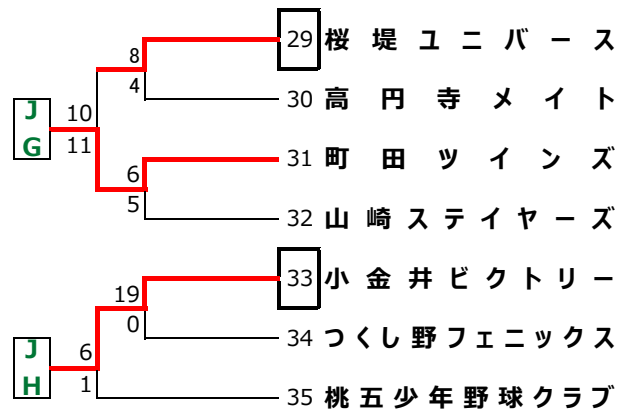 8
29 桜堤ユニバース
4
30 高円寺メイト
JG
10
11
6
31 町田ツインズ
5
32 山崎ステイヤーズ
19
33 小金井ビクトリー
0
34 つくし野フェニックス
JH
6
1
35 桃五少年野球クラブ